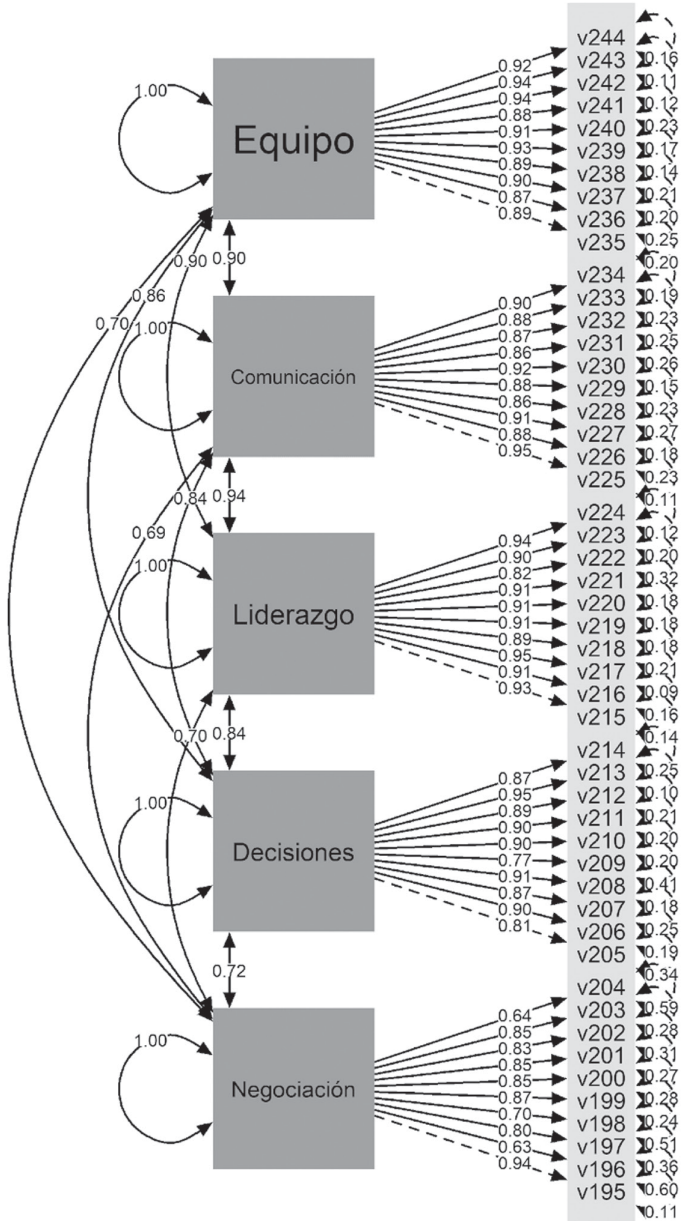 v244
0.92 v243 0.16
0.94 v242 0.11
1.00 0.94 v241 0.12
0.88
Equipo 0.91 v240 0.23
0.93 v239 0.17
0.89 v238 0.14
0.90 v237 0.21
0.87 v236 0.20
0.89 v235 0.25
0.90 0.90 0.20
v234
0.86 0.90 v233 0.19
0.70 1.00 0.88 v232 0.23
0.87 v231 0.25
0.86
Comunicación 0.92 v230 0.26
0.88 v229 0.15
0.86 v228 0.23
0.91 v227 0.27
0.88 v226 0.18
0.95 v225 0.23
0.84 0.94 0.11
v224
0.69 0.94 v223 0.12
1.00 0.90 v222 0.20
0.82 v221 0.32
0.91
Liderazgo 0.91 v220 0.18
0.91 v219 0.18
0.89 v218 0.18
0.95 v217 0.21
0.91 v216 0.09
0.93 v215 0.16
0.70 0.84 0.14
v214
0.87 v213 0.25
1.00 0.95 v212 0.10
0.89 v211 0.21
0.90
Decisiones 0.90 v210 0.20
0.77 v209 0.20
0.91 v208 0.41
0.87 v207 0.18
0.90 v206 0.25
0.81 v205 0.19
0.72 0.34
v204
0.64 v203 0.59
1.00 0.85 v202 0.28
0.83 v201 0.31
0.85
Negociación 0.85 v200 0.27
0.87 v199 0.28
0.70 v198 0.24
0.80 v197 0.51
0.63 v196 0.36
0.94 v195 0.60
0.11